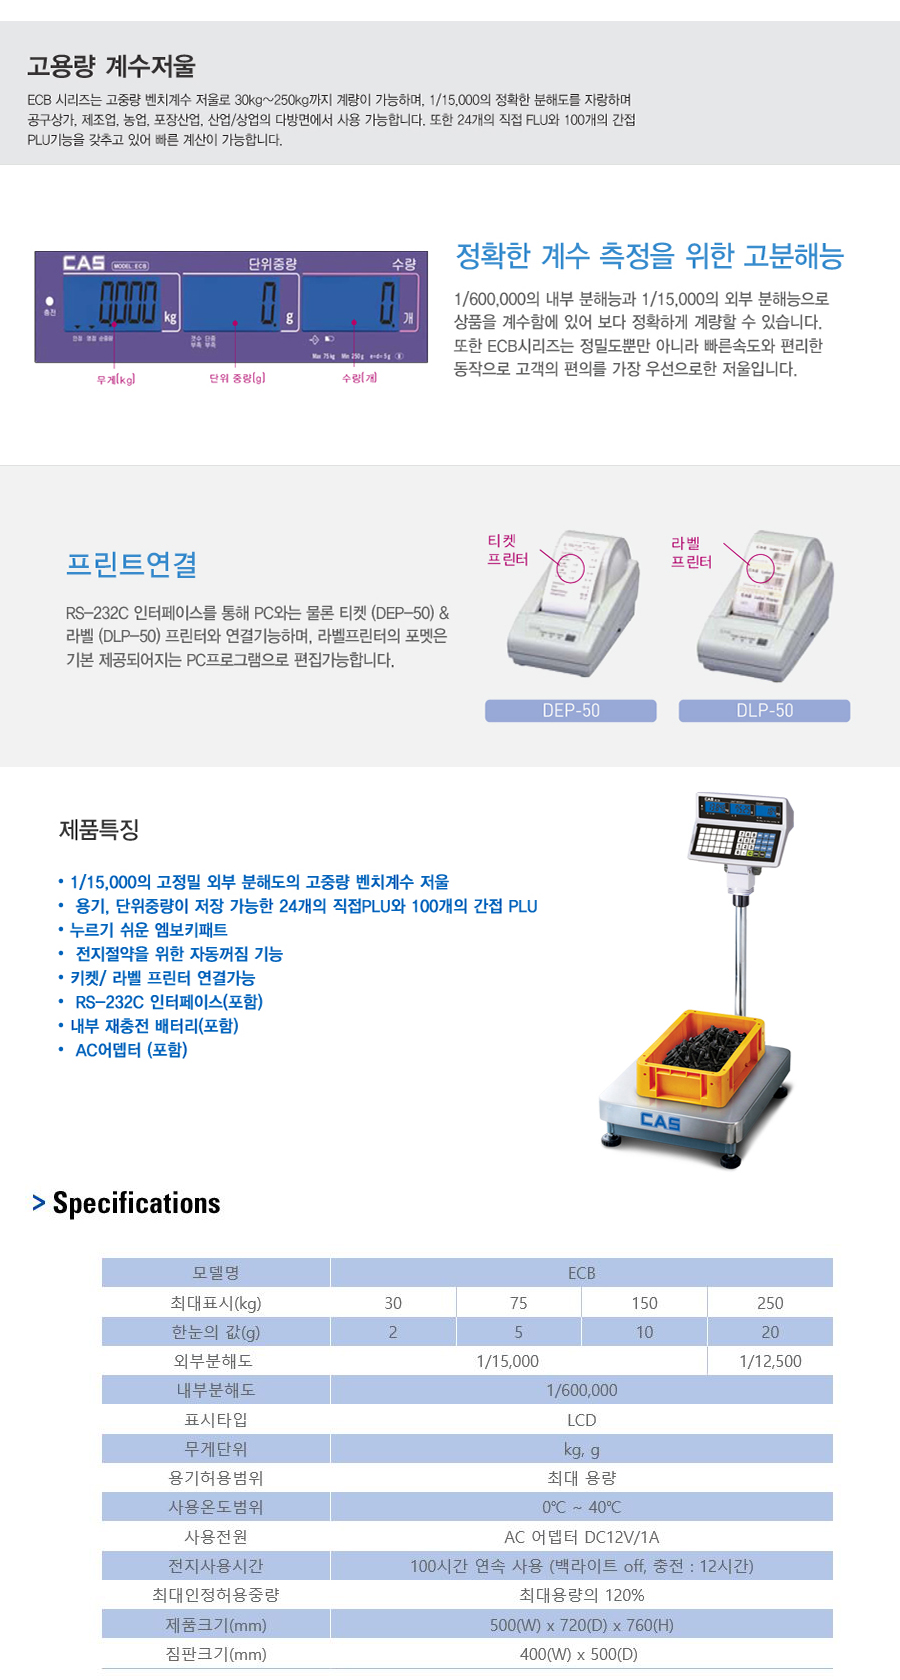 고용량 계수저울
ECB 시리즈는 고중량 벤치계수 저울로 30kg~250kg까지 계량이 가능하며, 1/15,000의 정확한 분해도를 자랑하며
공구상가, 제조업, 농업, 포장산업, 산업/상업의 다방면에서 사용 가능합니다. 또한 24개의 직접 FLU와 100개의 간접
PLU기능을 갖추고 있어 빠른 계산이 가능합니다.
CAS MODEL:ECB 단위중량 수량
충전 0.000 kg 0. g 0. 개
Max 75kg Min 250g e=d=5g
무게(kg) 단위 중량(g) 수량(개)
정확한 계수 측정을 위한 고분해능
1/600,000의 내부 분해능과 1/15,000의 외부 분해능으로
상품을 계수함에 있어 보다 정확하게 계량할 수 있습니다.
또한 ECB시리즈는 정밀도뿐만 아니라 빠른속도와 편리한
동작으로 고객의 편의를 가장 우선으로한 저울입니다.
프린트연결
RS-232C 인터페이스를 통해 PC와는 물론 티켓 (DEP-50) &
라벨 (DLP-50) 프린터와 연결기능하며, 라벨프린터의 포멧은
기본 제공되어지는 PC프로그램으로 편집가능합니다.
티켓
프린터
라벨
프린터
DEP-50
DLP-50
제품특징
• 1/15,000의 고정밀 외부 분해도의 고중량 벤치계수 저울
• 용기, 단위중량이 저장 가능한 24개의 직접PLU와 100개의 간접 PLU
• 누르기 쉬운 엠보키패트
• 전지절약을 위한 자동꺼짐 기능
• 키켓/ 라벨 프린터 연결가능
• RS-232C 인터페이스(포함)
• 내부 재충전 배터리(포함)
• AC어뎁터 (포함)
CAS
CAS
> Specifications
모델명 ECB
최대표시(kg) 30 75 150 250
한눈의 값(g) 2 5 10 20
외부분해도 1/15,000 1/12,500
내부분해도 1/600,000
표시타입 LCD
무게단위 kg, g
용기허용범위 최대 용량
사용온도범위 0℃ ~ 40℃
사용전원 AC 어뎁터 DC12V/1A
전지사용시간 100시간 연속 사용 (백라이트 off, 충전 : 12시간)
최대인정허용중량 최대용량의 120%
제품크기(mm) 500(W) x 720(D) x 760(H)
짐판크기(mm) 400(W) x 500(D)